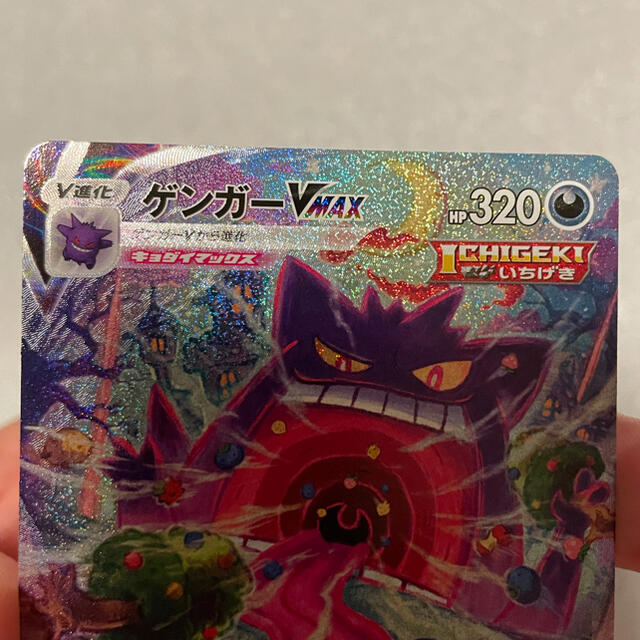 V進化
ゲンガーVMAX
HP320
ゲンガーVから進化
キョダイマックス
ICHIGEKI
いちげき